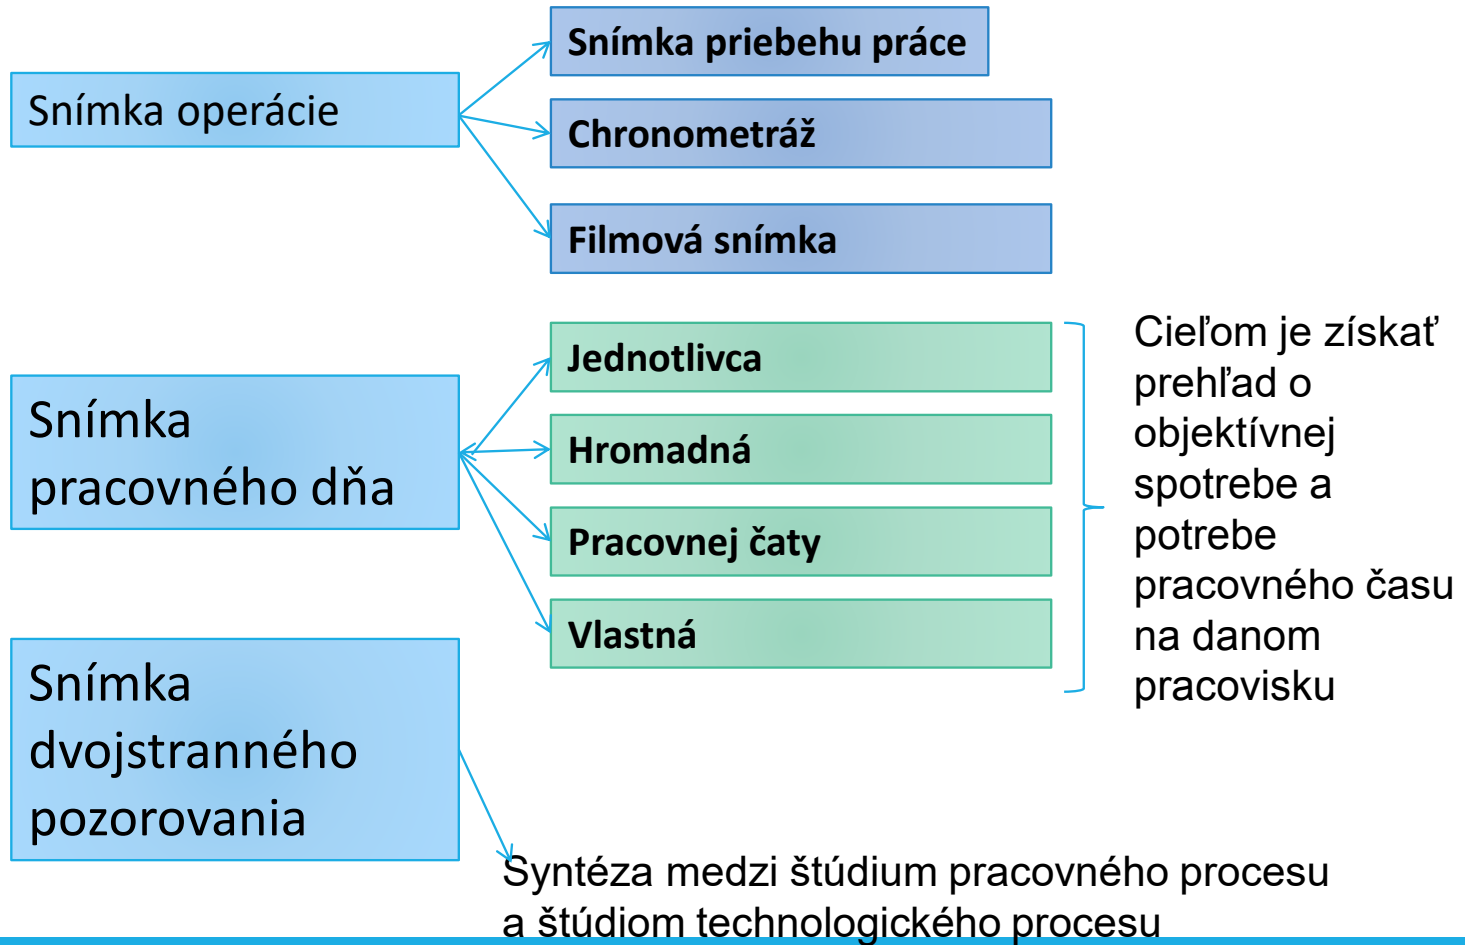 Snímka operácie
Snímka priebehu práce
Chronometráž
Filmová snímka
Snímka
pracovného dňa
Jednotlivca
Hromadná
Pracovnej čaty
Vlastná
Cieľom je získať
prehľad o
objektívnej
spotrebe a
potrebe
pracovného času
na danom
pracovisku
Snímka
dvojstranného
pozorovania
Syntéza medzi štúdium pracovného procesu
a štúdiom technologického procesu